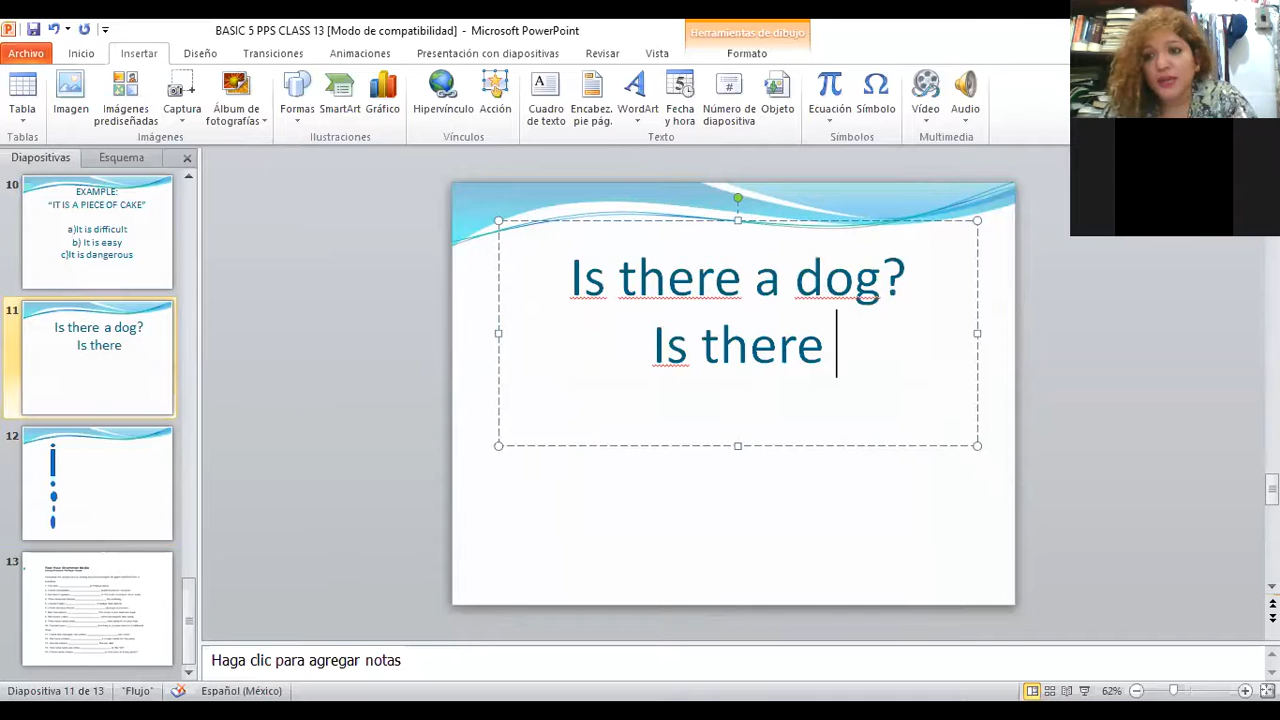 BASIC 5 PPS CLASS 13 [Modo de compatibilidad] - Microsoft PowerPoint
Herramientas de dibujo
Archivo Inicio Insertar Diseño Transiciones Animaciones Presentación con diapositivas Revisar Vista Formato
Tabla Imagen Imágenes prediseñadas Captura Álbum de fotografías Formas SmartArt Gráfico Hipervínculo Acción Cuadro de texto Encabez. pie pág. WordArt Fecha y hora Número de diapositiva Objeto Ecuación Símbolo Vídeo Audio
Tablas Imágenes Ilustraciones Vínculos Texto Símbolos Multimedia
Diapositivas Esquema
10
EXAMPLE:
“IT IS A PIECE OF CAKE”
a)It is difficult
b) It is easy
c)It is dangerous
11
Is there a dog?
Is there
12
13
Is there a dog?
Is there
Haga clic para agregar notas
Diapositiva 11 de 13 "Flujo" Español (México) 62%